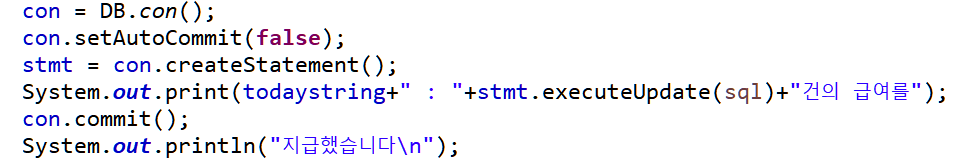 con = DB.con();
con.setAutoCommit(false);
stmt = con.createStatement();
System.out.print(todaystring+" : "+stmt.executeUpdate(sql)+"건의 급여를");
con.commit();
System.out.println("지급했습니다\n");